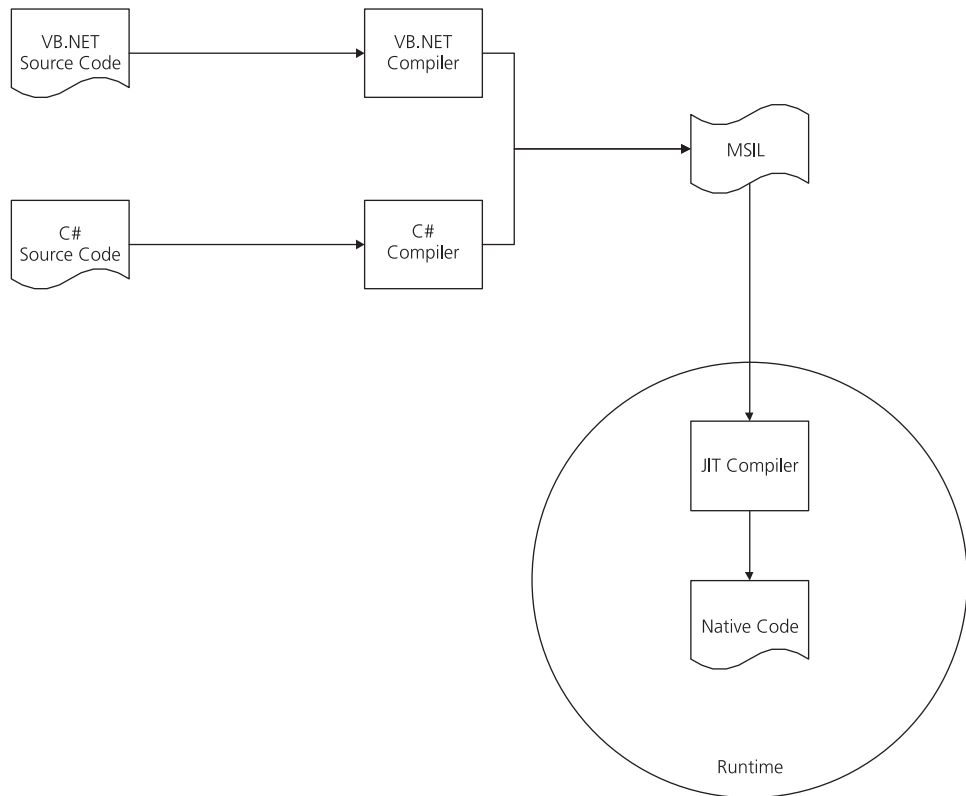 VB.NET
Source Code
VB.NET
Compiler
MSIL
C#
Source Code
C#
Compiler
JIT Compiler
Native Code
Runtime